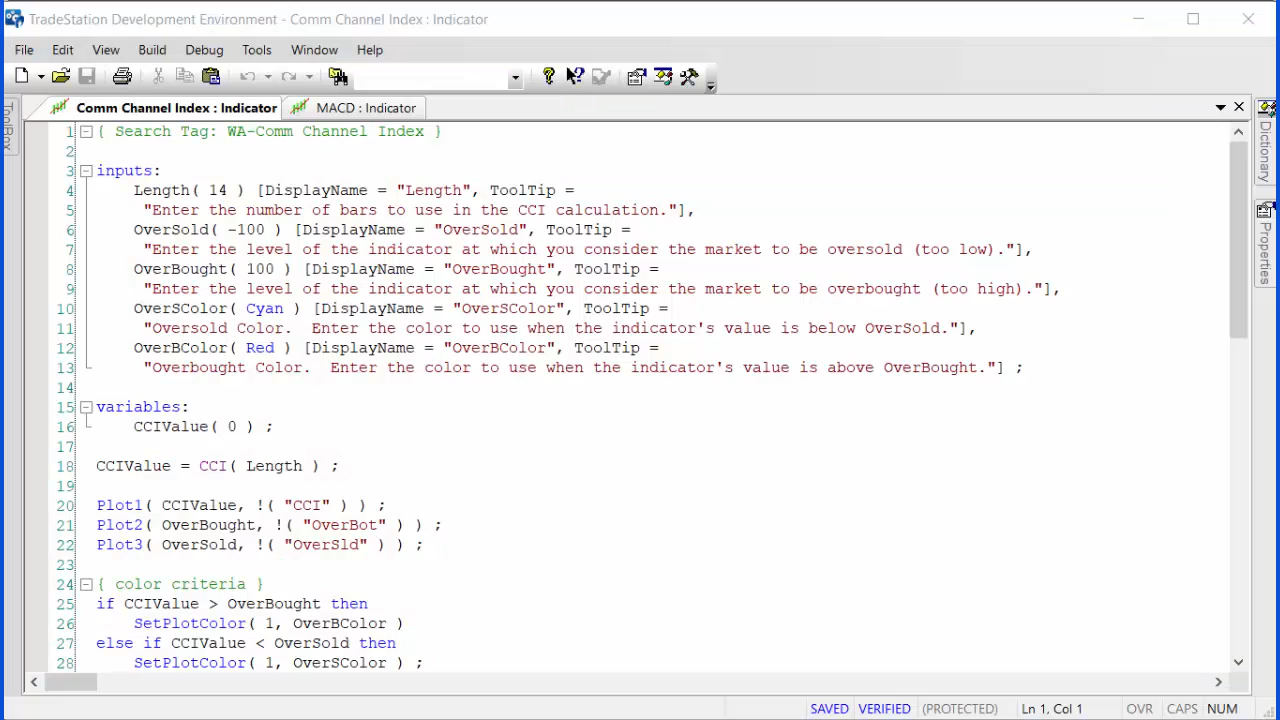 TradeStation Development Environment - Comm Channel Index : Indicator
File Edit View Build Debug Tools Window Help
Comm Channel Index : Indicator MACD : Indicator
ToolBox
Dictionary
Properties
1 { Search Tag: WA-Comm Channel Index }
2
3 inputs:
4 Length( 14 ) [DisplayName = "Length", ToolTip =
5 "Enter the number of bars to use in the CCI calculation."],
6 OverSold( -100 ) [DisplayName = "OverSold", ToolTip =
7 "Enter the level of the indicator at which you consider the market to be oversold (too low)."],
8 OverBought( 100 ) [DisplayName = "OverBought", ToolTip =
9 "Enter the level of the indicator at which you consider the market to be overbought (too high)."],
10 OverSColor( Cyan ) [DisplayName = "OverSColor", ToolTip =
11 "Oversold Color.  Enter the color to use when the indicator's value is below OverSold."],
12 OverBColor( Red ) [DisplayName = "OverBColor", ToolTip =
13 "Overbought Color.  Enter the color to use when the indicator's value is above OverBought."] ;
14
15 variables:
16 CCIValue( 0 ) ;
17
18 CCIValue = CCI( Length ) ;
19
20 Plot1( CCIValue, !( "CCI" ) ) ;
21 Plot2( OverBought, !( "OverBot" ) ) ;
22 Plot3( OverSold, !( "OverSld" ) ) ;
23
24 { color criteria }
25 if CCIValue > OverBought then
26 SetPlotColor( 1, OverBColor )
27 else if CCIValue < OverSold then
28 SetPlotColor( 1, OverSColor ) ;
SAVED VERIFIED (PROTECTED) Ln 1, Col 1 OVR CAPS NUM